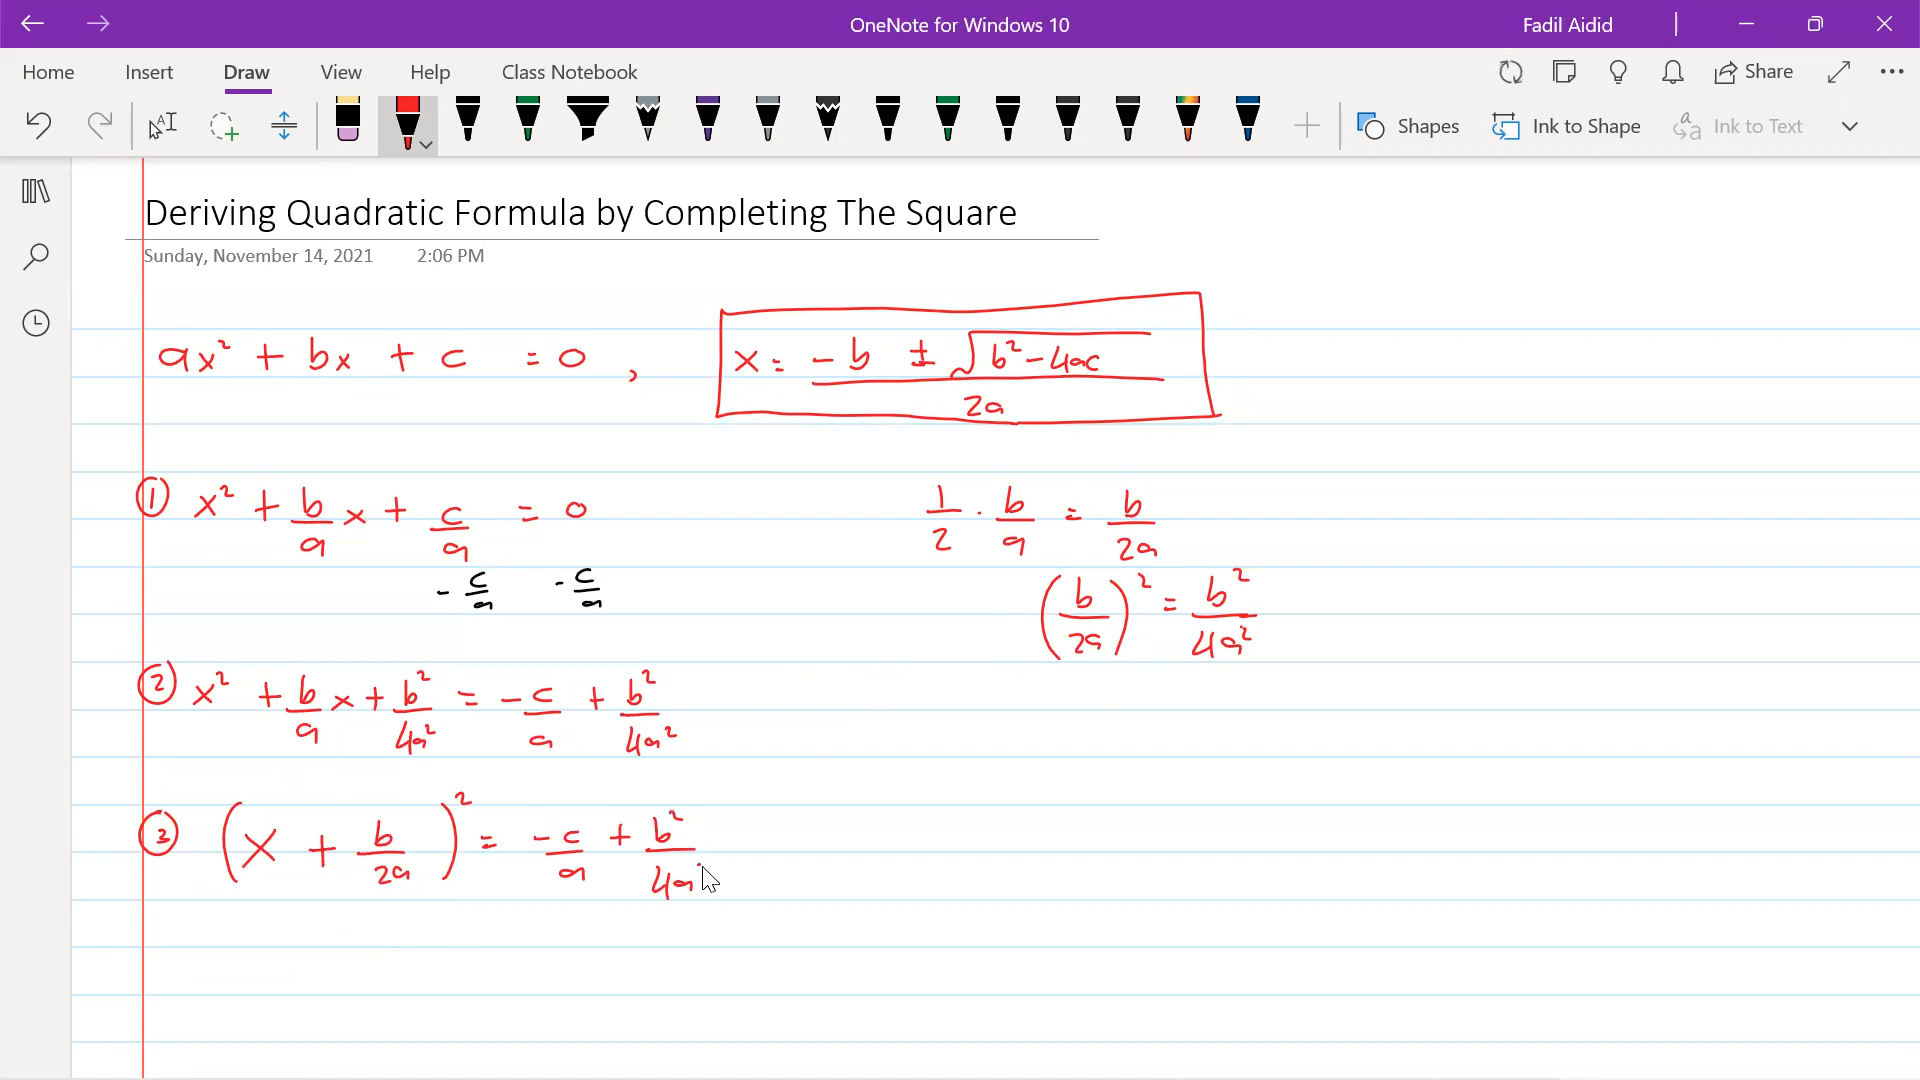 OneNote for Windows 10
Fadil Aidid
Home Insert Draw View Help Class Notebook
Share
Shapes Ink to Shape Ink to Text
Deriving Quadratic Formula by Completing The Square
Sunday, November 14, 2021 2:06 PM
ax² + bx + c = 0 , x = (-b ± √(b² - 4ac))/2a
① x² + b/a x + c/a = 0
- c/a - c/a
1/2 · b/a = b/2a
(b/2a)² = b²/4a²
② x² + b/a x + b²/4a² = - c/a + b²/4a²
③ (x + b/2a)² = -c/a + b²/4a